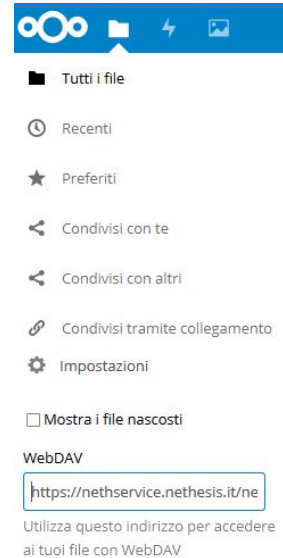 Tutti i file
Recenti
Preferiti
Condivisi con te
Condivisi con altri
Condivisi tramite collegamento
Impostazioni
Mostra i file nascosti
WebDAV
https://nethservice.nethesis.it/ne
Utilizza questo indirizzo per accedere
ai tuoi file con WebDAV